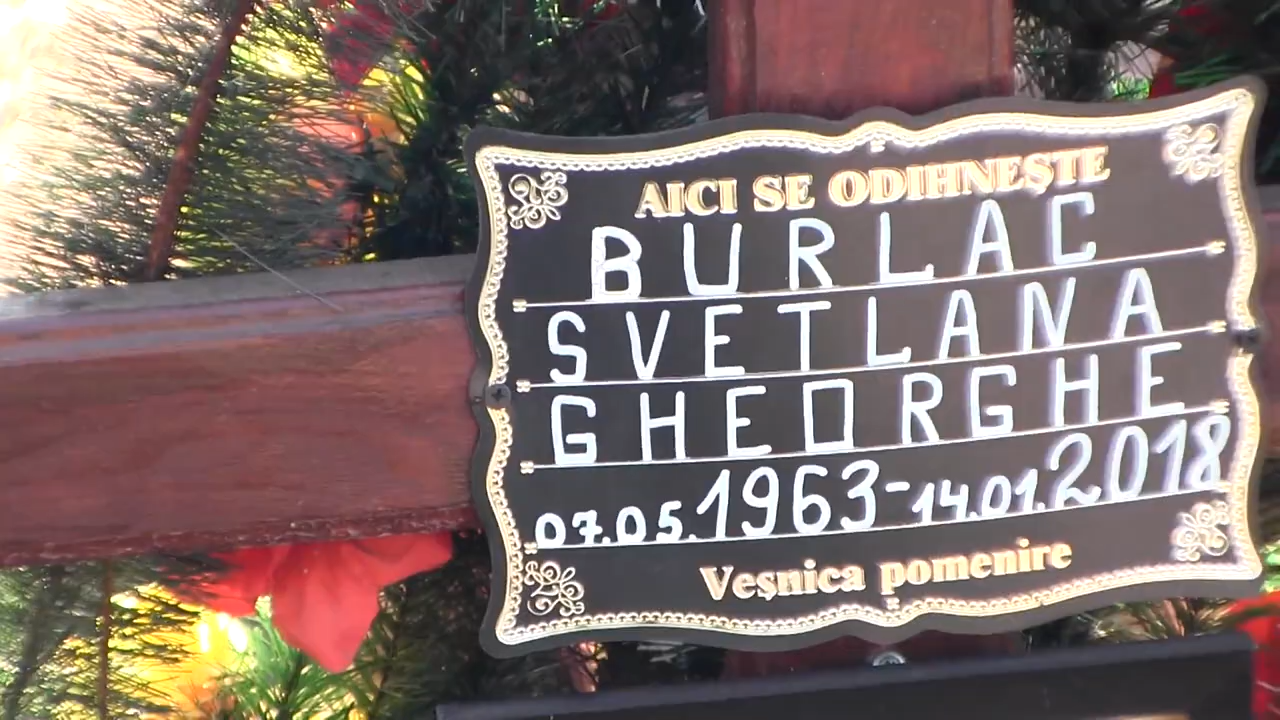 AICI SE ODIHNEȘTE
BURLAC
SVETLANA
GHEORGHE
07.05.1963-14.01.2018
Veșnica pomenire